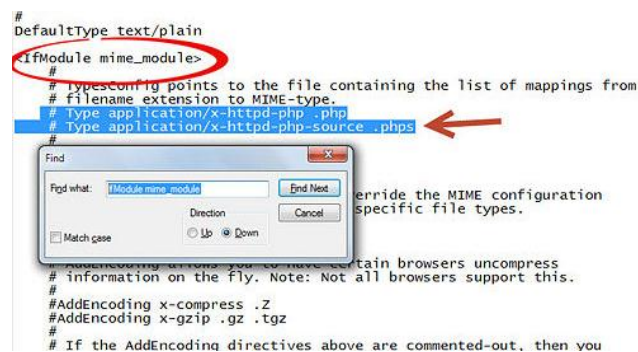 #
DefaultType text/plain
<IfModule mime_module>
#
# TypesConfig points to the file containing the list of mappings from
# filename extension to MIME-type.
# Type application/x-httpd-php .php
# Type application/x-httpd-php-source .phps
#
Find
Find what: IfModule mime_module Find Next
erride the MIME configuration
Direction Cancel specific file types.
Match case Up Down
# AddEncoding allows you to have certain browsers uncompress
# information on the fly. Note: Not all browsers support this.
#
#AddEncoding x-compress .Z
#AddEncoding x-gzip .gz .tgz
#
# If the AddEncoding directives above are commented-out, then you